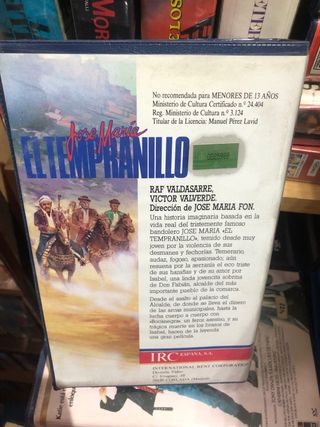 No recomendada para MENORES DE 13 AÑOS
Ministerio de Cultura Certificado n.º 24.404
Reg. Ministerio de Cultura n.º 3.124
Titular de la Licencia: Manuel Pérez Lavid
José María
EL TEMPRANILLO
RAF VALDASARRE,
VICTOR VALVERDE.
Dirección de JOSE MARIA FON.
Una historia imaginaria basada en la
vida real del tristemente famoso
bandolero JOSE MARIA «EL
TEMPRANILLO», temido desde muy
joven por la violencia de sus
desmanes y fechorías. Temerario,
audaz, fogoso, apasionado; aún
resuena por la serranía el eco triste
de sus hazañas y de su amor por
Isabel, una linda jovencita sobrina
de Don Fabián, alcalde del más
importante pueblo de la comarca.
Desde el asalto al palacio del
Alcalde, de donde se lleva el dinero
de las arcas municipales, hasta la
lucha cuerpo a cuerpo con
«Bocanegra» un feroz asesino, y su
trágica muerte en los brazos de
Isabel, hacen de la leyenda
una gran película.
IRC ESPAÑA, S.A.
INTERNATIONAL RENT CORPORATION
División Video
C/. Uruguay,
COSLADA (Madrid)